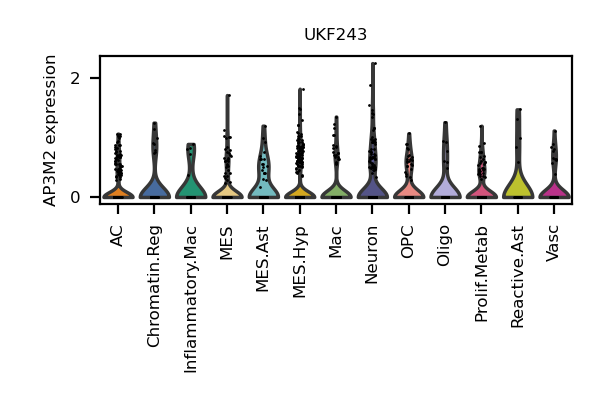 UKF243
AP3M2 expression
2
0
AC
Chromatin.Reg
Inflammatory.Mac
MES
MES.Ast
MES.Hyp
Mac
Neuron
OPC
Oligo
Prolif.Metab
Reactive.Ast
Vasc